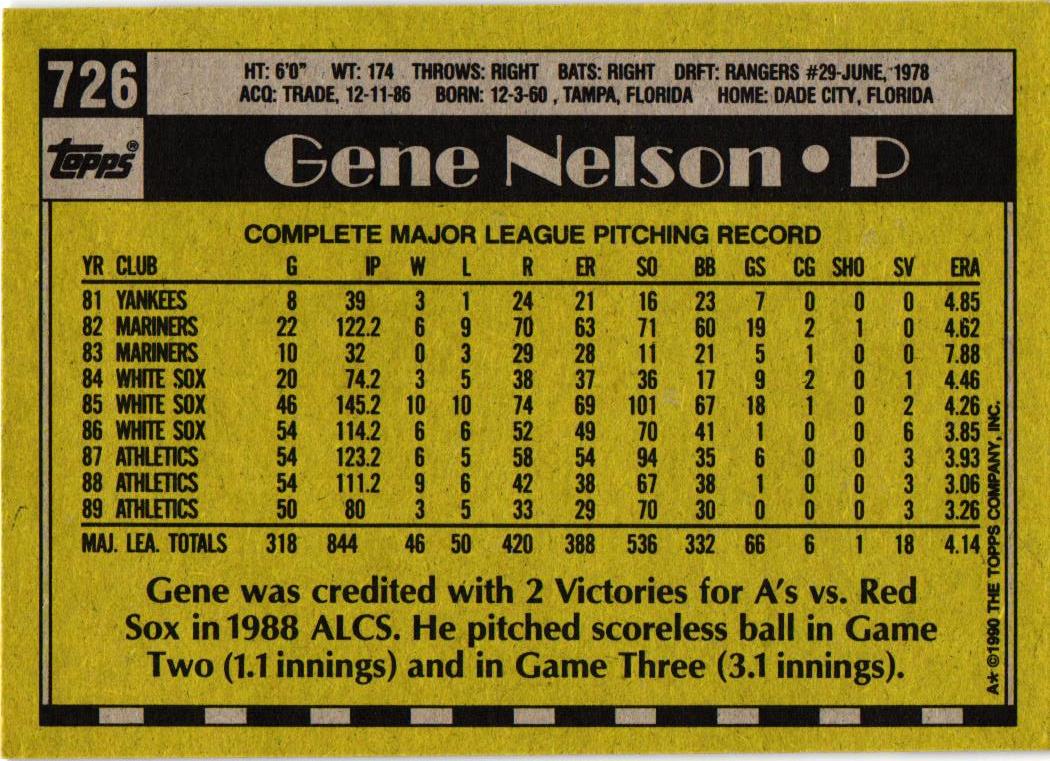 726
HT: 6'0" WT: 174 THROWS: RIGHT BATS: RIGHT DRFT: RANGERS #29-JUNE, 1978
ACQ: TRADE, 12-11-86 BORN: 12-3-60 , TAMPA, FLORIDA HOME: DADE CITY, FLORIDA
topps®
Gene Nelson • P
COMPLETE MAJOR LEAGUE PITCHING RECORD
YR CLUB G IP W L R ER SO BB GS CG SHO SV ERA
81 YANKEES 8 39 3 1 24 21 16 23 7 0 0 0 4.85
82 MARINERS 22 122.2 6 9 70 63 71 60 19 2 1 0 4.62
83 MARINERS 10 32 0 3 29 28 11 21 5 1 0 0 7.88
84 WHITE SOX 20 74.2 3 5 38 37 36 17 9 2 0 1 4.46
85 WHITE SOX 46 145.2 10 10 74 69 101 67 18 1 0 2 4.26
86 WHITE SOX 54 114.2 6 6 52 49 70 41 1 0 0 6 3.85
87 ATHLETICS 54 123.2 6 5 58 54 94 35 6 0 0 3 3.93
88 ATHLETICS 54 111.2 9 6 42 38 67 38 1 0 0 3 3.06
89 ATHLETICS 50 80 3 5 33 29 70 30 0 0 0 3 3.26
MAJ. LEA. TOTALS 318 844 46 50 420 388 536 332 66 6 1 18 4.14
Gene was credited with 2 Victories for A's vs. Red
Sox in 1988 ALCS. He pitched scoreless ball in Game
Two (1.1 innings) and in Game Three (3.1 innings).
A* ©1990 THE TOPPS COMPANY, INC.